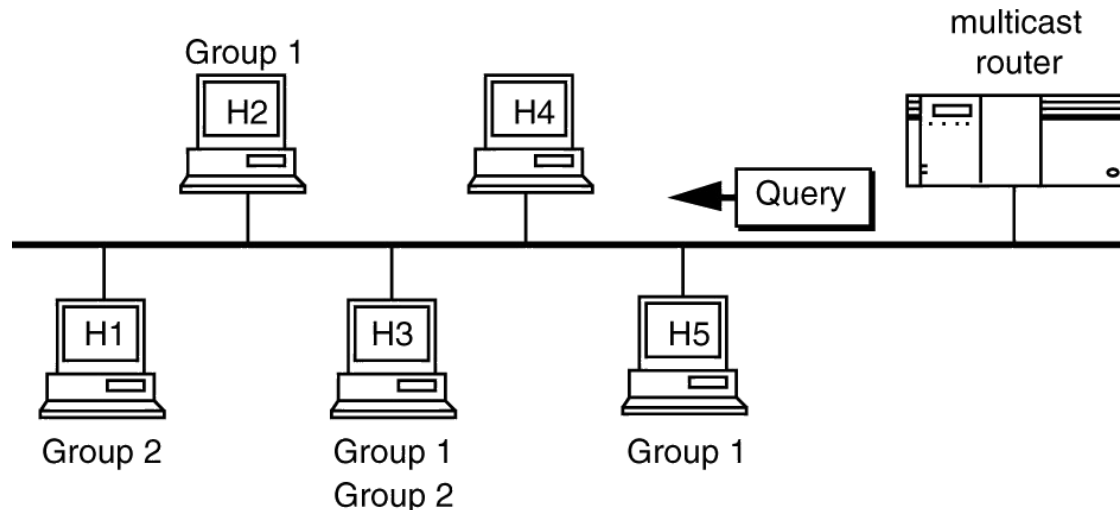 Group 1
H2
H4
multicast
router
Query
H1
H3
H5
Group 2
Group 1
Group 2
Group 1